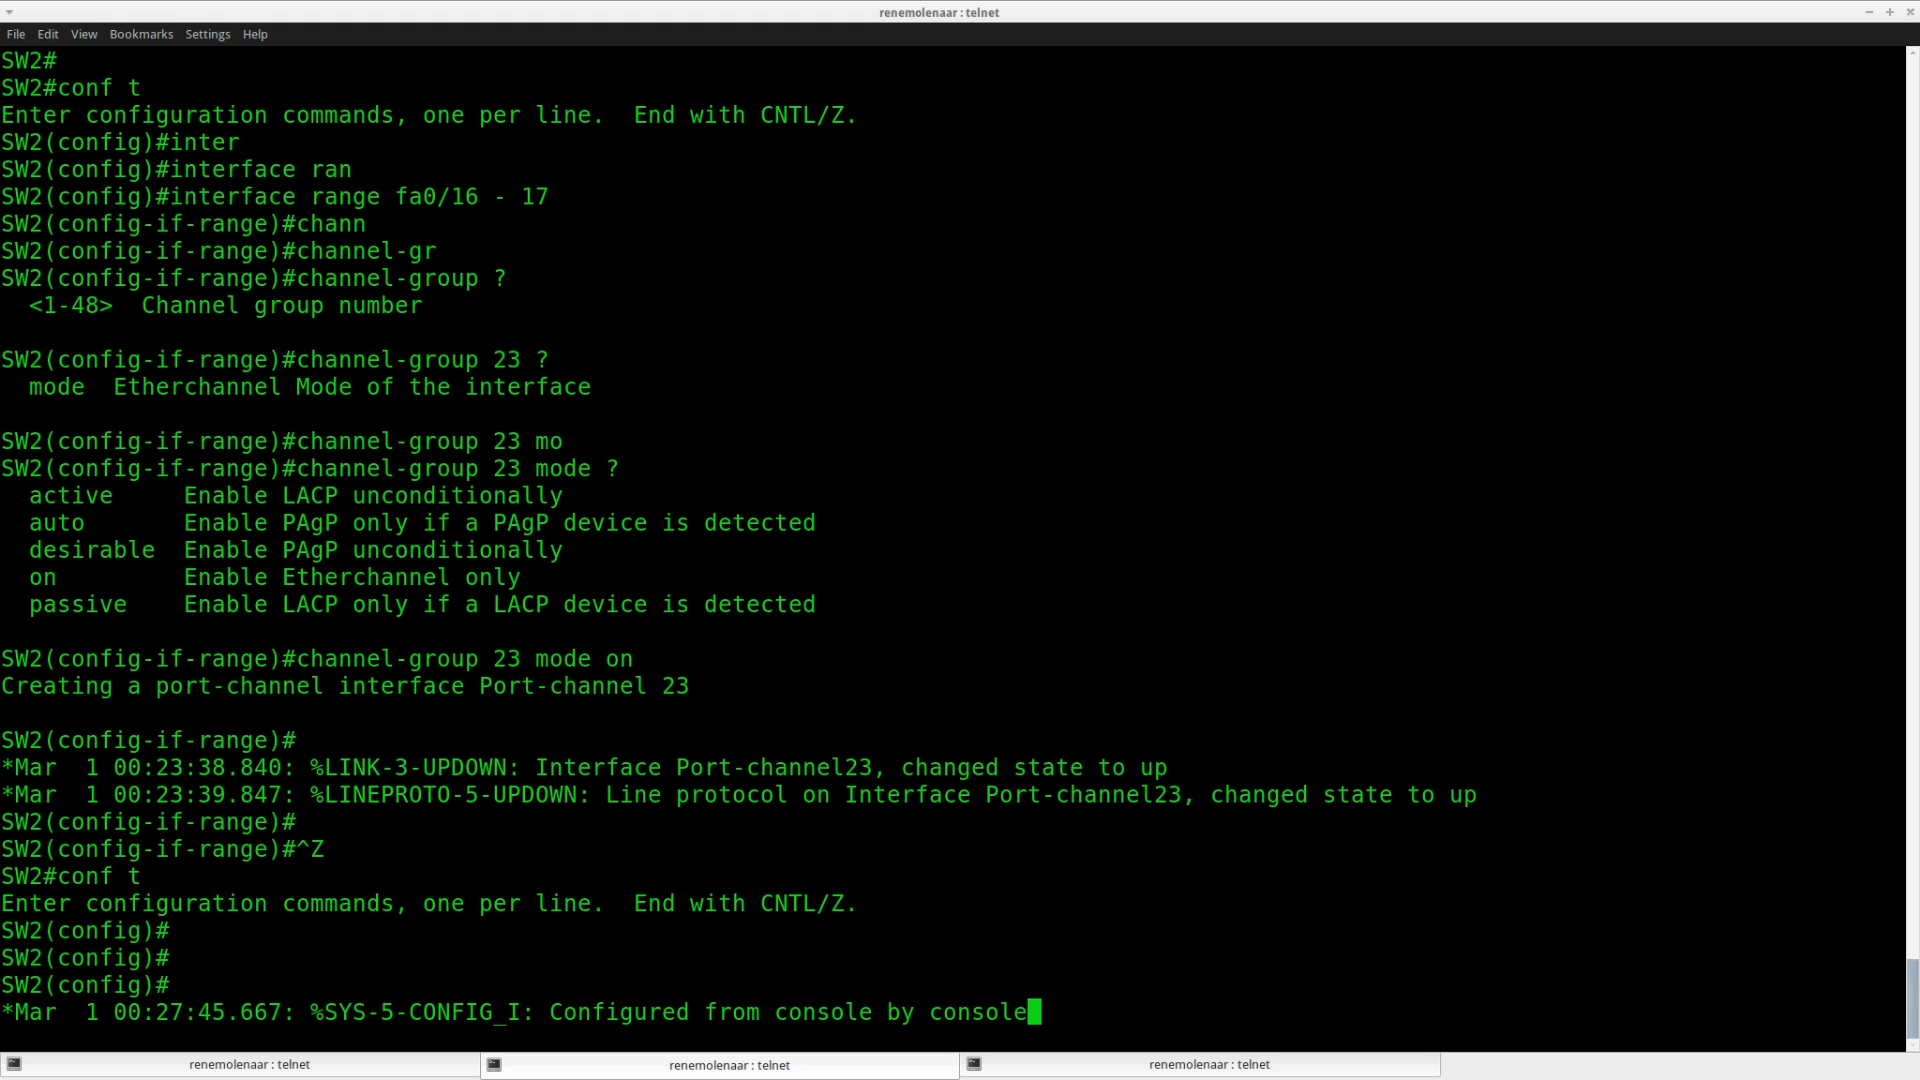 renemolenaar : telnet
File Edit View Bookmarks Settings Help
SW2#
SW2#conf t
Enter configuration commands, one per line.  End with CNTL/Z.
SW2(config)#inter
SW2(config)#interface ran
SW2(config)#interface range fa0/16 - 17
SW2(config-if-range)#chann
SW2(config-if-range)#channel-gr
SW2(config-if-range)#channel-group ?
  <1-48>  Channel group number

SW2(config-if-range)#channel-group 23 ?
  mode  Etherchannel Mode of the interface

SW2(config-if-range)#channel-group 23 mo
SW2(config-if-range)#channel-group 23 mode ?
  active     Enable LACP unconditionally
  auto       Enable PAgP only if a PAgP device is detected
  desirable  Enable PAgP unconditionally
  on         Enable Etherchannel only
  passive    Enable LACP only if a LACP device is detected

SW2(config-if-range)#channel-group 23 mode on
Creating a port-channel interface Port-channel 23

SW2(config-if-range)#
*Mar  1 00:23:38.840: %LINK-3-UPDOWN: Interface Port-channel23, changed state to up
*Mar  1 00:23:39.847: %LINEPROTO-5-UPDOWN: Line protocol on Interface Port-channel23, changed state to up
SW2(config-if-range)#
SW2(config-if-range)#^Z
SW2#conf t
Enter configuration commands, one per line.  End with CNTL/Z.
SW2(config)#
SW2(config)#
SW2(config)#
*Mar  1 00:27:45.667: %SYS-5-CONFIG_I: Configured from console by console
renemolenaar : telnet
renemolenaar : telnet
renemolenaar : telnet